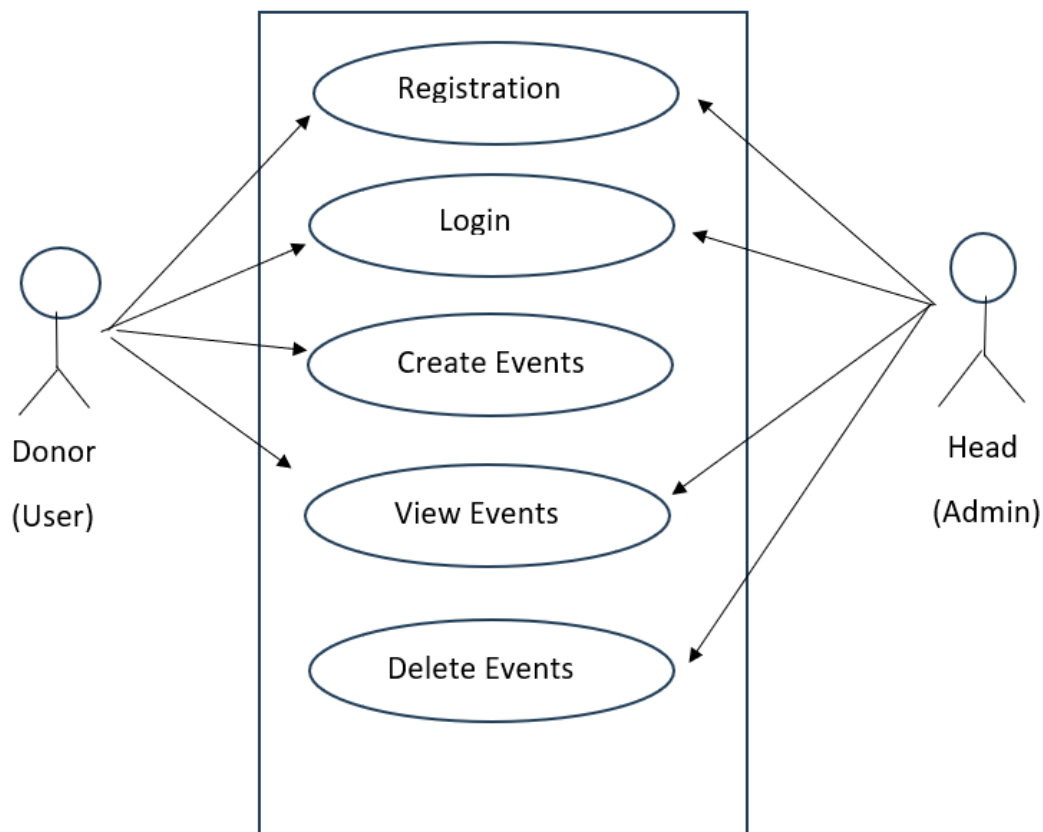 Registration
Login
Create Events
View Events
Delete Events
Donor
(User)
Head
(Admin)